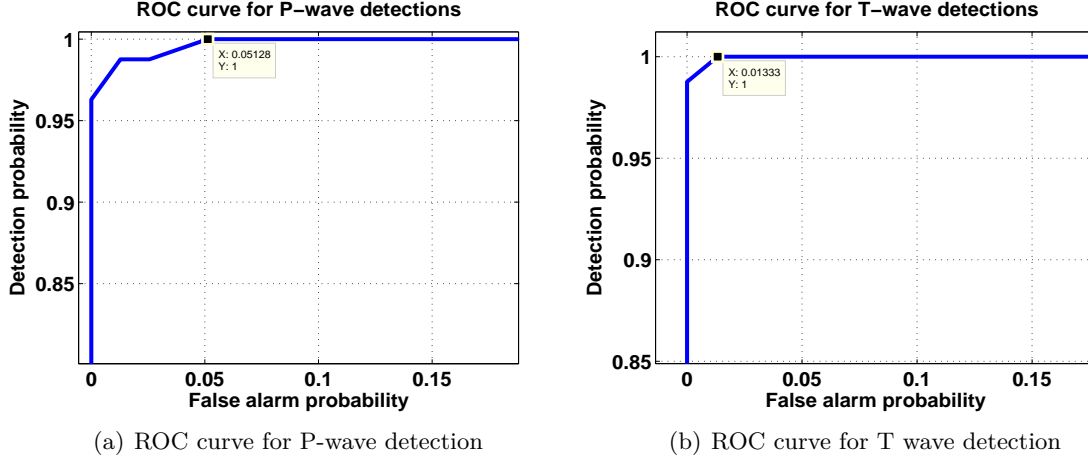 ROC curve for P-wave detections
1
0.95
0.9
0.85
0
0.05
0.1
0.15
X: 0.05128
Y: 1
Detection probability
False alarm probability
(a) ROC curve for P-wave detection
ROC curve for T-wave detections
1
0.95
0.9
0.85
0
0.05
0.1
0.15
X: 0.01333
Y: 1
Detection probability
False alarm probability
(b) ROC curve for T wave detection